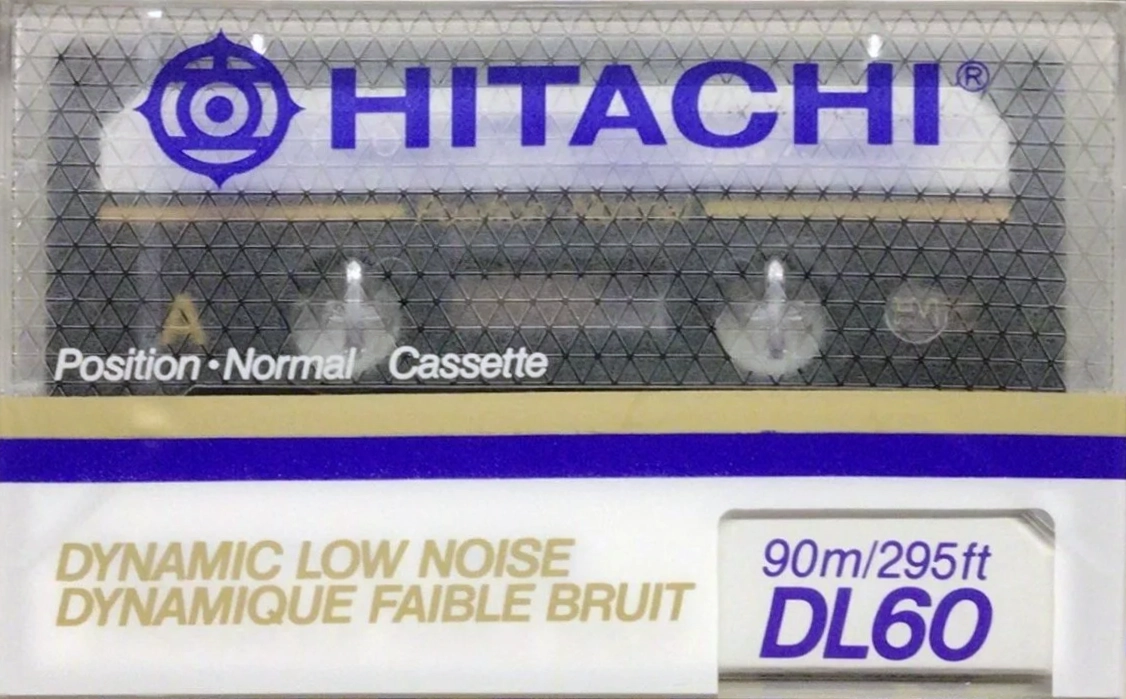 HITACHI®
A
Position • Normal Cassette
DYNAMIC LOW NOISE
DYNAMIQUE FAIBLE BRUIT
90m/295ft
DL60